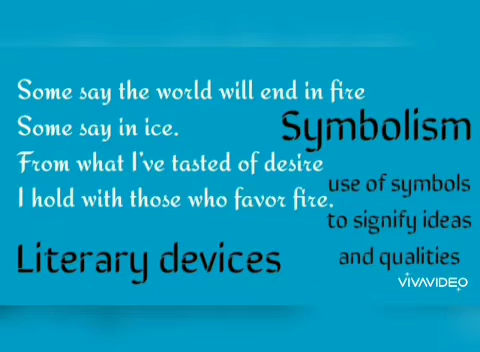 Some say the world will end in fire
Some say in ice.
From what I've tasted of desire
I hold with those who favor fire.
Symbolism
use of symbols
to signify ideas
and qualities
Literary devices
VIVAVIDEO